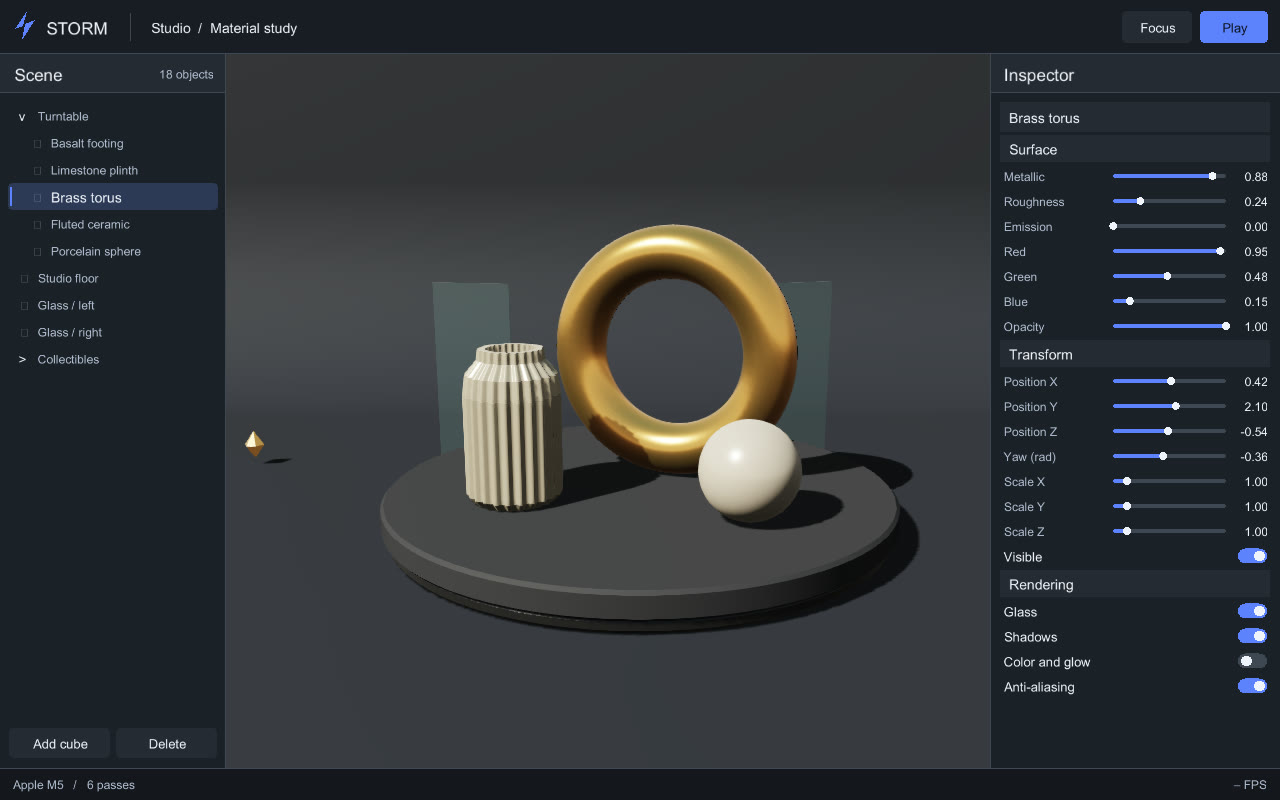 STORM
Studio / Material study
Focus
Play
Scene
18 objects
v Turntable
Basalt footing
Limestone plinth
Brass torus
Fluted ceramic
Porcelain sphere
Studio floor
Glass / left
Glass / right
> Collectibles
Add cube
Delete
Inspector
Brass torus
Surface
Metallic 0.88
Roughness 0.24
Emission 0.00
Red 0.95
Green 0.48
Blue 0.15
Opacity 1.00
Transform
Position X 0.42
Position Y 2.10
Position Z -0.54
Yaw (rad) -0.36
Scale X 1.00
Scale Y 1.00
Scale Z 1.00
Visible
Rendering
Glass
Shadows
Color and glow
Anti-aliasing
Apple M5 / 6 passes
– FPS